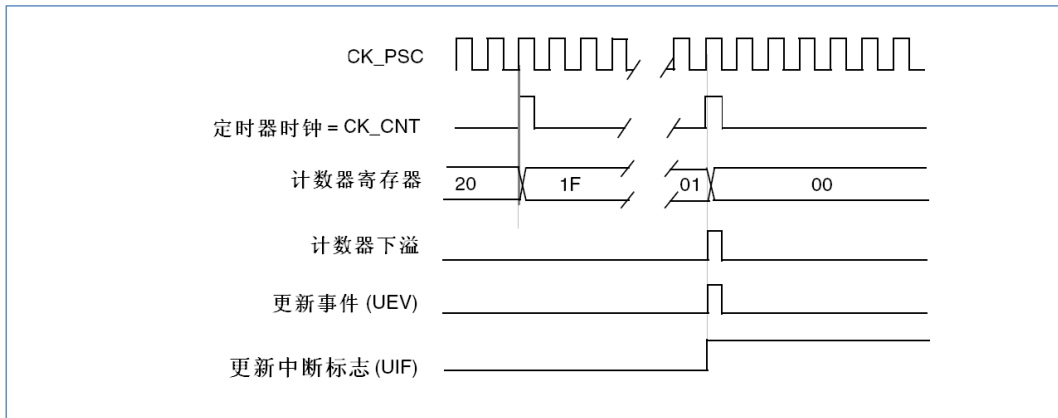 CK_PSC
定时器时钟 = CK_CNT
计数器寄存器 20 1F 01 00
计数器下溢
更新事件 (UEV)
更新中断标志 (UIF)